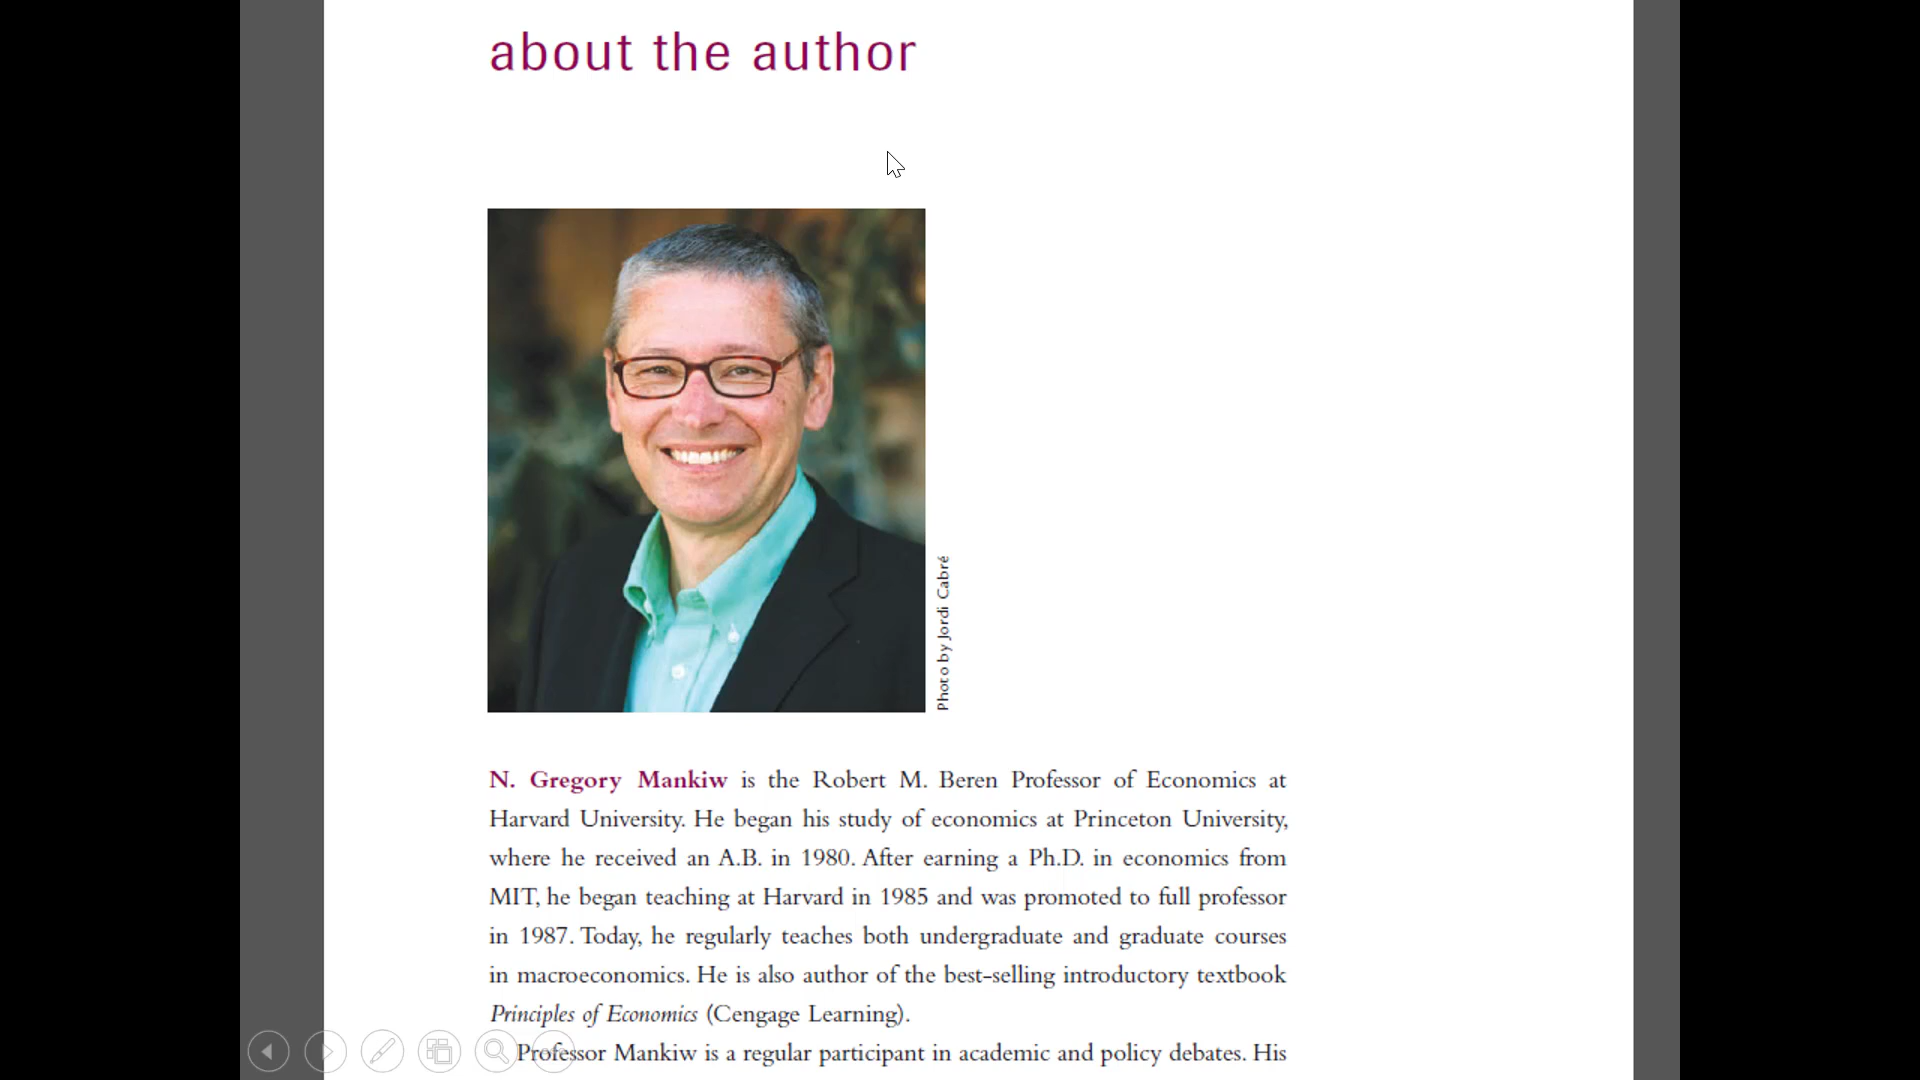 about the author
Photo by Jordi Cabré
N. Gregory Mankiw is the Robert M. Beren Professor of Economics at
Harvard University. He began his study of economics at Princeton University,
where he received an A.B. in 1980. After earning a Ph.D. in economics from
MIT, he began teaching at Harvard in 1985 and was promoted to full professor
in 1987. Today, he regularly teaches both undergraduate and graduate courses
in macroeconomics. He is also author of the best-selling introductory textbook
Principles of Economics (Cengage Learning).
Professor Mankiw is a regular participant in academic and policy debates. His